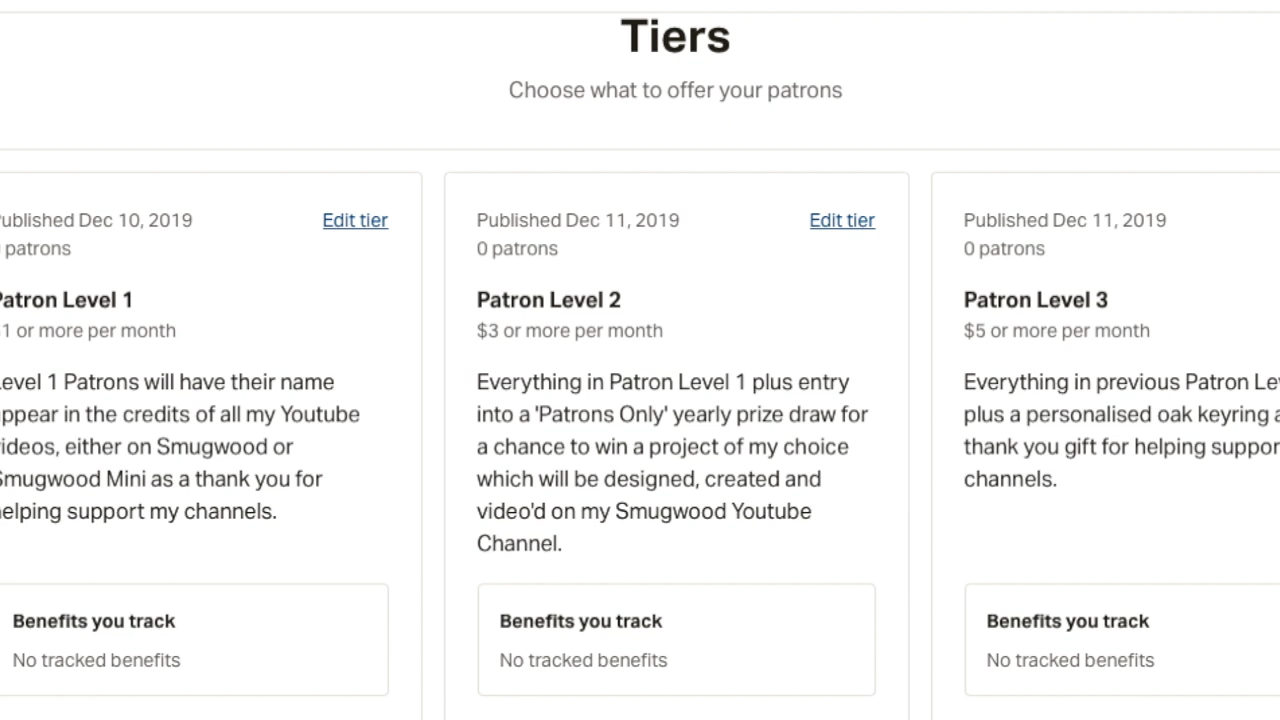 Tiers
Choose what to offer your patrons
Published Dec 10, 2019
Edit tier
patrons
Patron Level 1
$1 or more per month
Level 1 Patrons will have their name
appear in the credits of all my Youtube
videos, either on Smugwood or
Smugwood Mini as a thank you for
helping support my channels.
Benefits you track
No tracked benefits
Published Dec 11, 2019
Edit tier
0 patrons
Patron Level 2
$3 or more per month
Everything in Patron Level 1 plus entry
into a 'Patrons Only' yearly prize draw for
a chance to win a project of my choice
which will be designed, created and
video'd on my Smugwood Youtube
Channel.
Benefits you track
No tracked benefits
Published Dec 11, 2019
0 patrons
Patron Level 3
$5 or more per month
Everything in previous Patron Lev
plus a personalised oak keyring a
thank you gift for helping suppor
channels.
Benefits you track
No tracked benefits